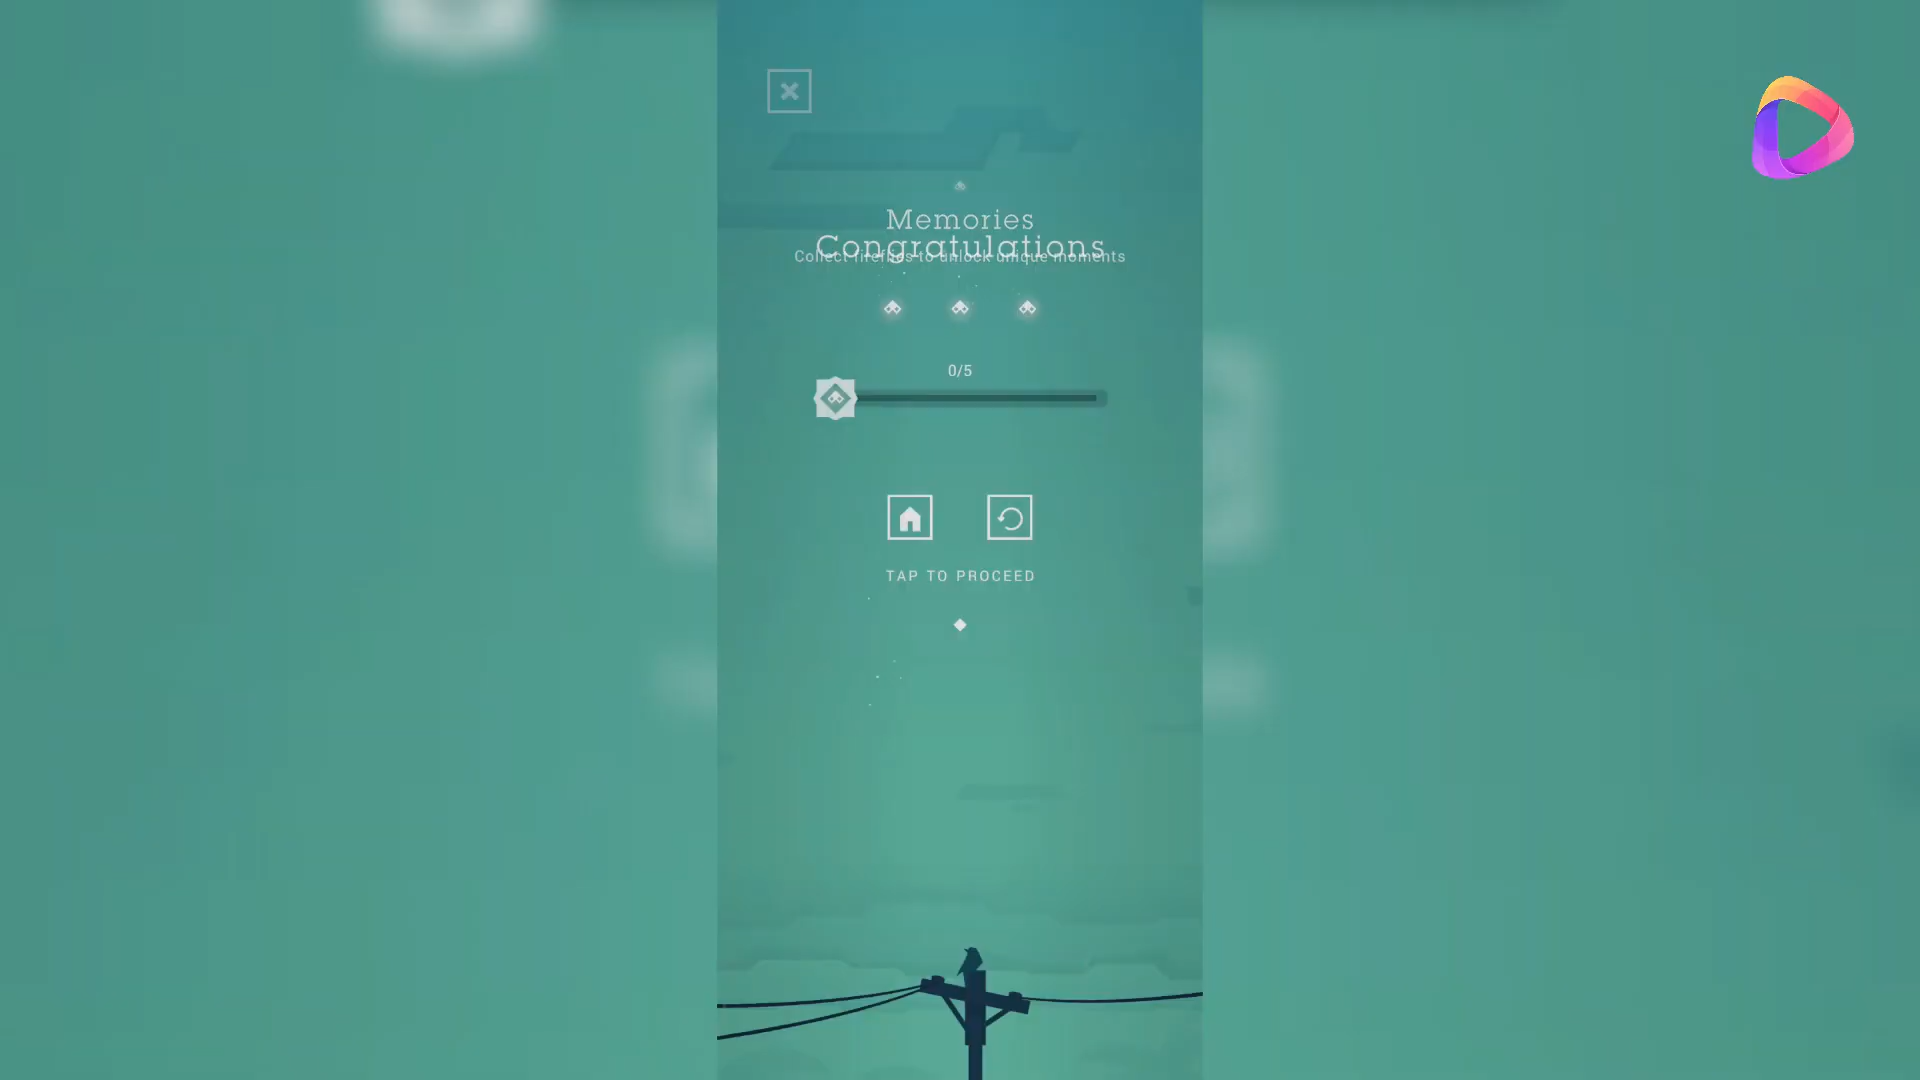 Memories
Congratulations
Collect fireflies to unlock unique moments
0/5
TAP TO PROCEED